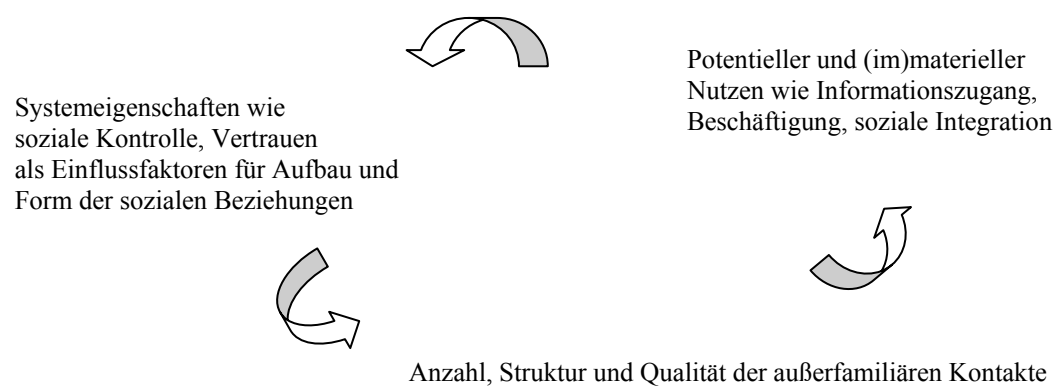 Potentieller und (im)materieller
Nutzen wie Informationszugang,
Beschäftigung, soziale Integration
Systemeigenschaften wie
soziale Kontrolle, Vertrauen
als Einflussfaktoren für Aufbau und
Form der sozialen Beziehungen
Anzahl, Struktur und Qualität der außerfamiliären Kontakte